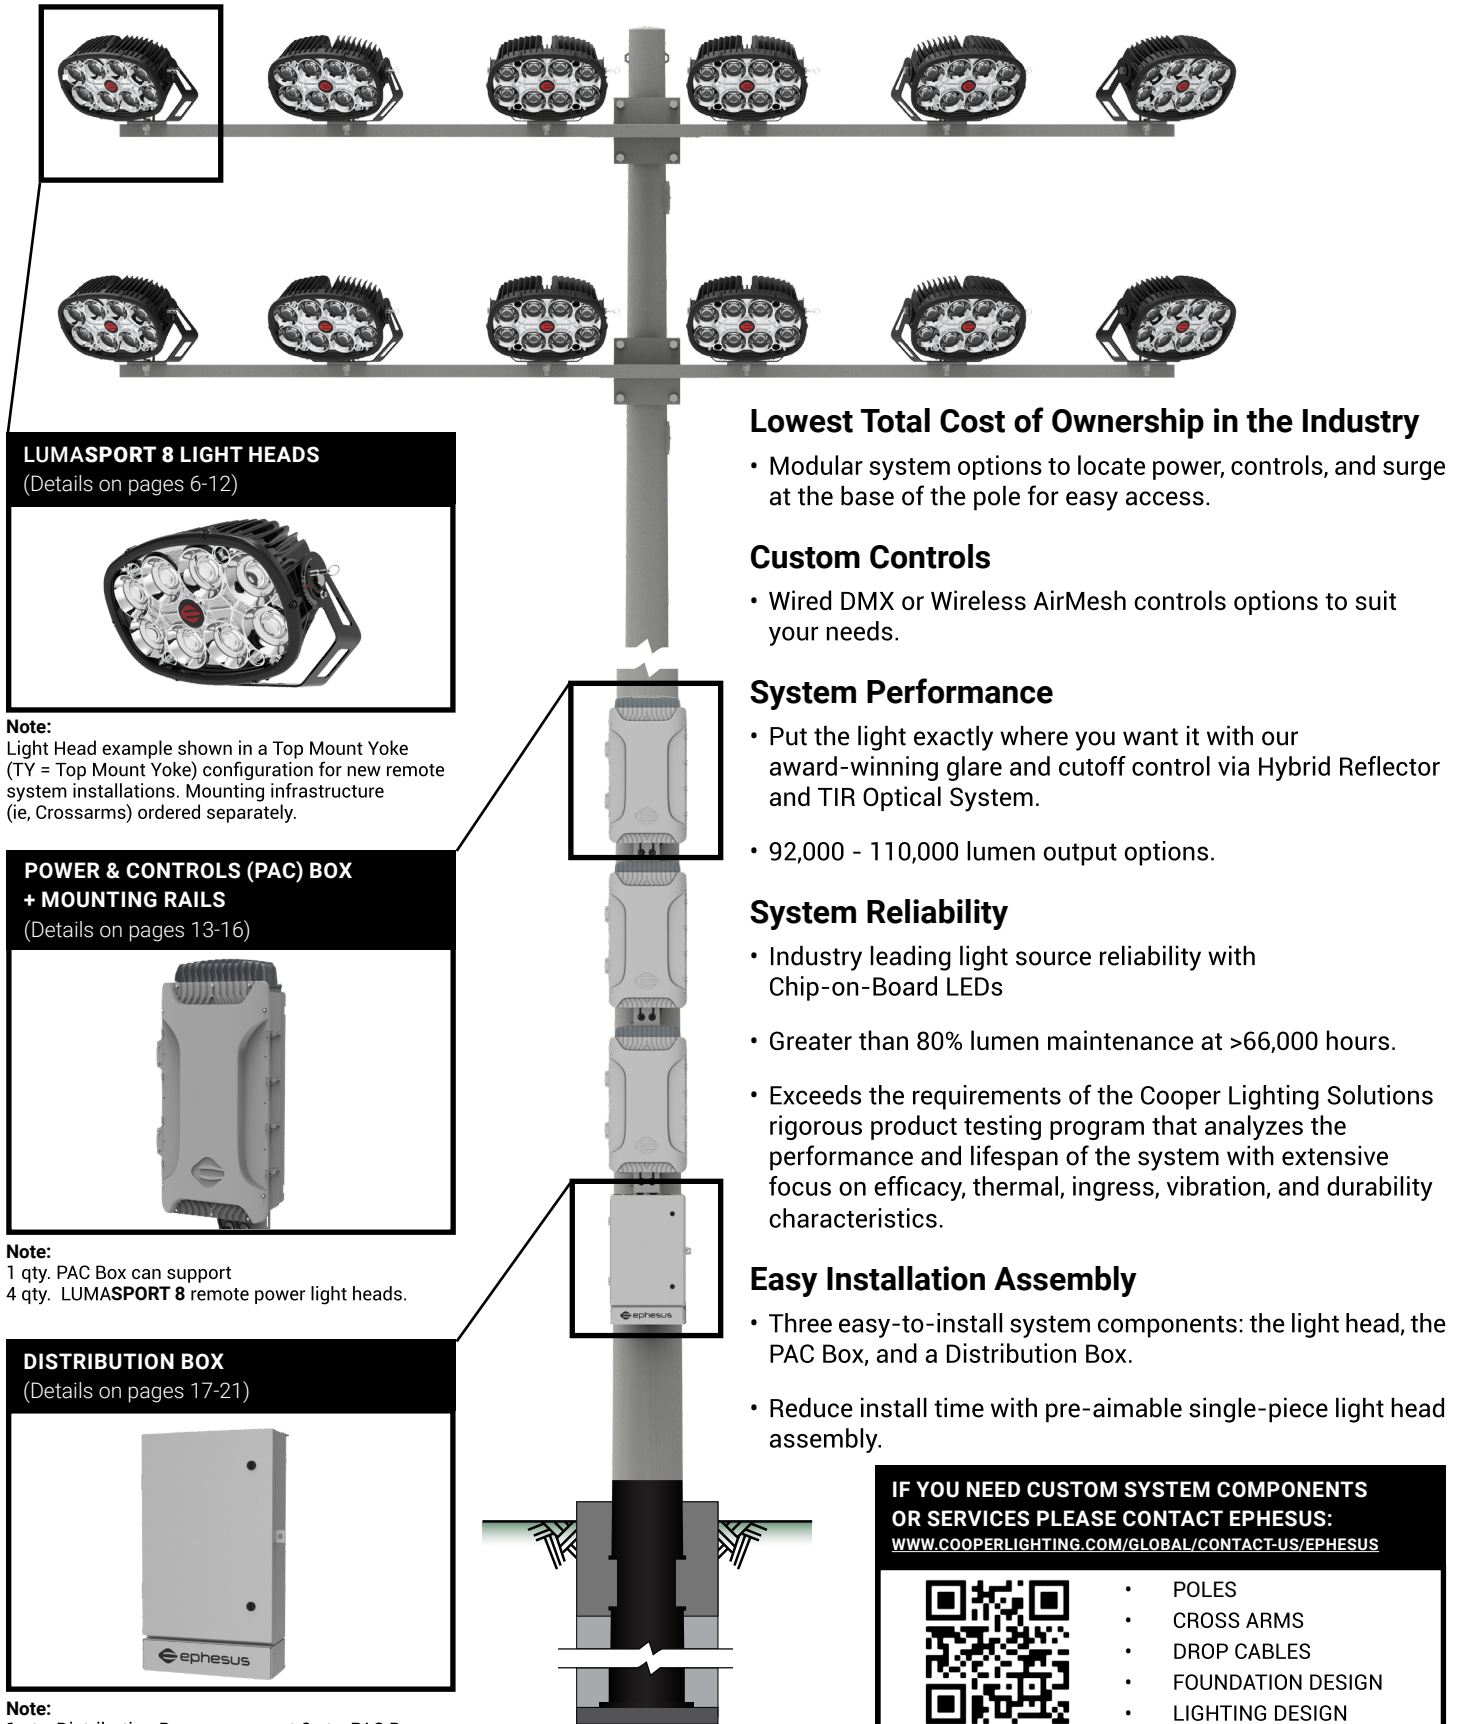 LUMASPORT 8 LIGHT HEADS
(Details on pages 6-12)
Note:
Light Head example shown in a Top Mount Yoke
(TY = Top Mount Yoke) configuration for new remote
system installations. Mounting infrastructure
(ie, Crossarms) ordered separately.
POWER & CONTROLS (PAC) BOX
+ MOUNTING RAILS
(Details on pages 13-16)
Note:
1 qty. PAC Box can support
4 qty. LUMASPORT 8 remote power light heads.
DISTRIBUTION BOX
(Details on pages 17-21)
ephesus
Note:
ephesus
Lowest Total Cost of Ownership in the Industry
• Modular system options to locate power, controls, and surge
at the base of the pole for easy access.
Custom Controls
• Wired DMX or Wireless AirMesh controls options to suit
your needs.
System Performance
• Put the light exactly where you want it with our
award-winning glare and cutoff control via Hybrid Reflector
and TIR Optical System.
• 92,000 - 110,000 lumen output options.
System Reliability
• Industry leading light source reliability with
Chip-on-Board LEDs
• Greater than 80% lumen maintenance at >66,000 hours.
• Exceeds the requirements of the Cooper Lighting Solutions
rigorous product testing program that analyzes the
performance and lifespan of the system with extensive
focus on efficacy, thermal, ingress, vibration, and durability
characteristics.
Easy Installation Assembly
• Three easy-to-install system components: the light head, the
PAC Box, and a Distribution Box.
• Reduce install time with pre-aimable single-piece light head
assembly.
IF YOU NEED CUSTOM SYSTEM COMPONENTS
OR SERVICES PLEASE CONTACT EPHESUS:
WWW.COOPERLIGHTING.COM/GLOBAL/CONTACT-US/EPHESUS
• POLES
• CROSS ARMS
• DROP CABLES
• FOUNDATION DESIGN
• LIGHTING DESIGN